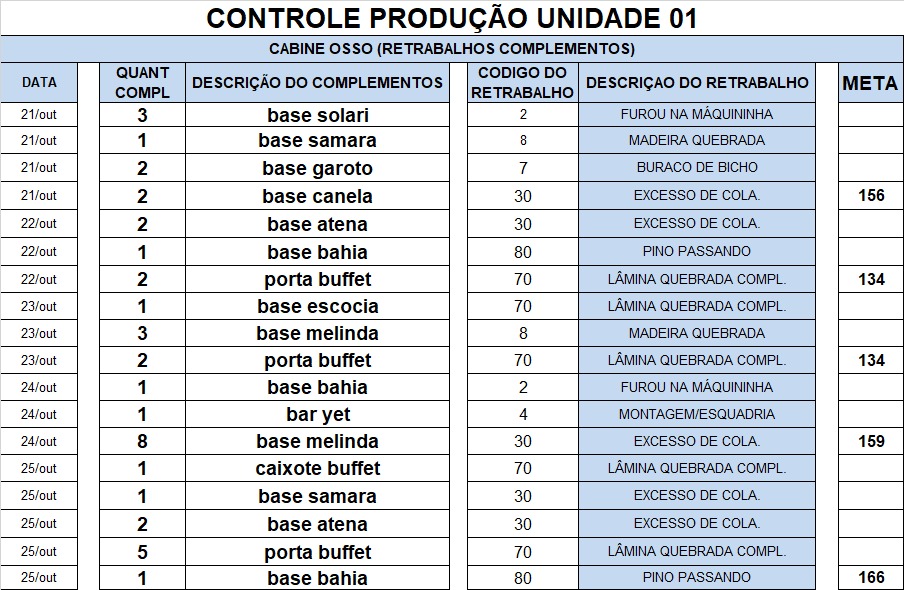 CONTROLE PRODUÇÃO UNIDADE 01
CABINE OSSO (RETRABALHOS COMPLEMENTOS)
DATA QUANT COMPL DESCRIÇÃO DO COMPLEMENTOS CODIGO DO RETRABALHO DESCRIÇAO DO RETRABALHO META
21/out 3 base solari 2 FUROU NA MÁQUININHA
21/out 1 base samara 8 MADEIRA QUEBRADA
21/out 2 base garoto 7 BURACO DE BICHO
21/out 2 base canela 30 EXCESSO DE COLA. 156
22/out 2 base atena 30 EXCESSO DE COLA.
22/out 1 base bahia 80 PINO PASSANDO
22/out 2 porta buffet 70 LÂMINA QUEBRADA COMPL. 134
23/out 1 base escocia 70 LÂMINA QUEBRADA COMPL.
23/out 3 base melinda 8 MADEIRA QUEBRADA
23/out 2 porta buffet 70 LÂMINA QUEBRADA COMPL. 134
24/out 1 base bahia 2 FUROU NA MÁQUININHA
24/out 1 bar yet 4 MONTAGEM/ESQUADRIA
24/out 8 base melinda 30 EXCESSO DE COLA. 159
25/out 1 caixote buffet 70 LÂMINA QUEBRADA COMPL.
25/out 1 base samara 30 EXCESSO DE COLA.
25/out 2 base atena 30 EXCESSO DE COLA.
25/out 5 porta buffet 70 LÂMINA QUEBRADA COMPL.
25/out 1 base bahia 80 PINO PASSANDO 166